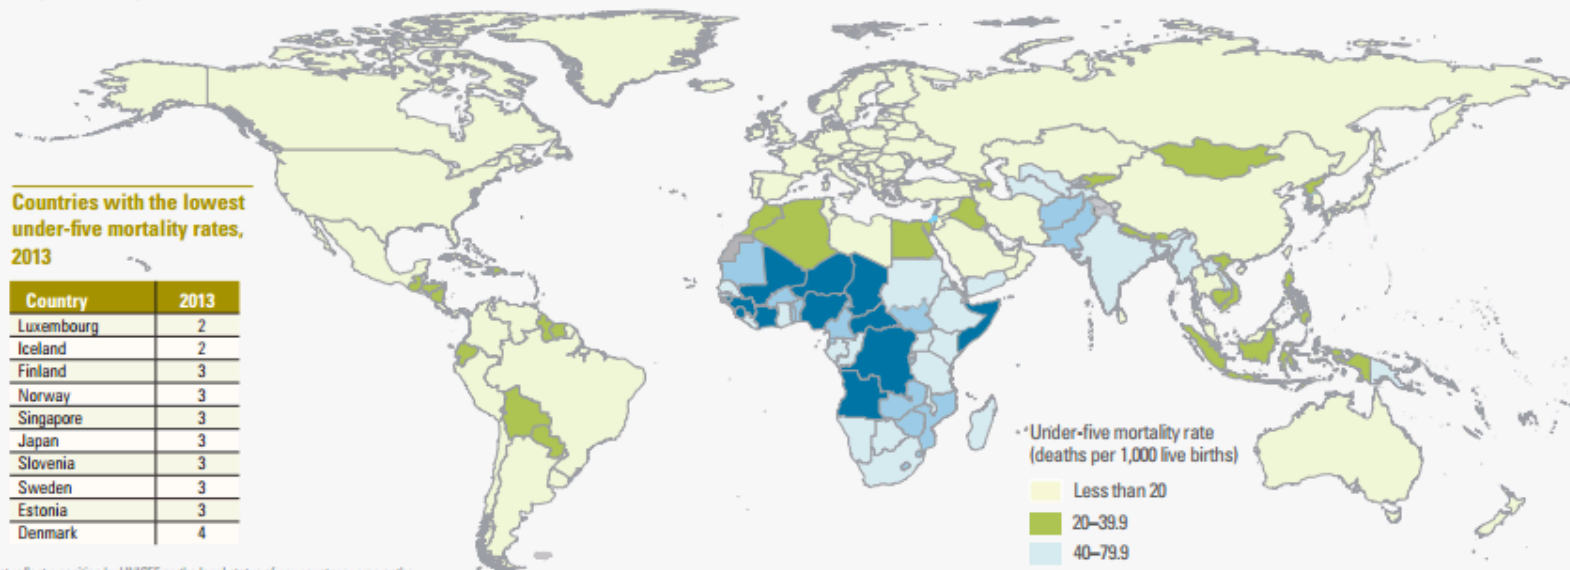 Countries with the lowest
under-five mortality rates,
2013
Country 2013
Luxembourg 2
Iceland 2
Finland 3
Norway 3
Singapore 3
Japan 3
Slovenia 3
Sweden 3
Estonia 3
Denmark 4
Under-five mortality rate
(deaths per 1,000 live births)
Less than 20
20–39.9
40–79.9